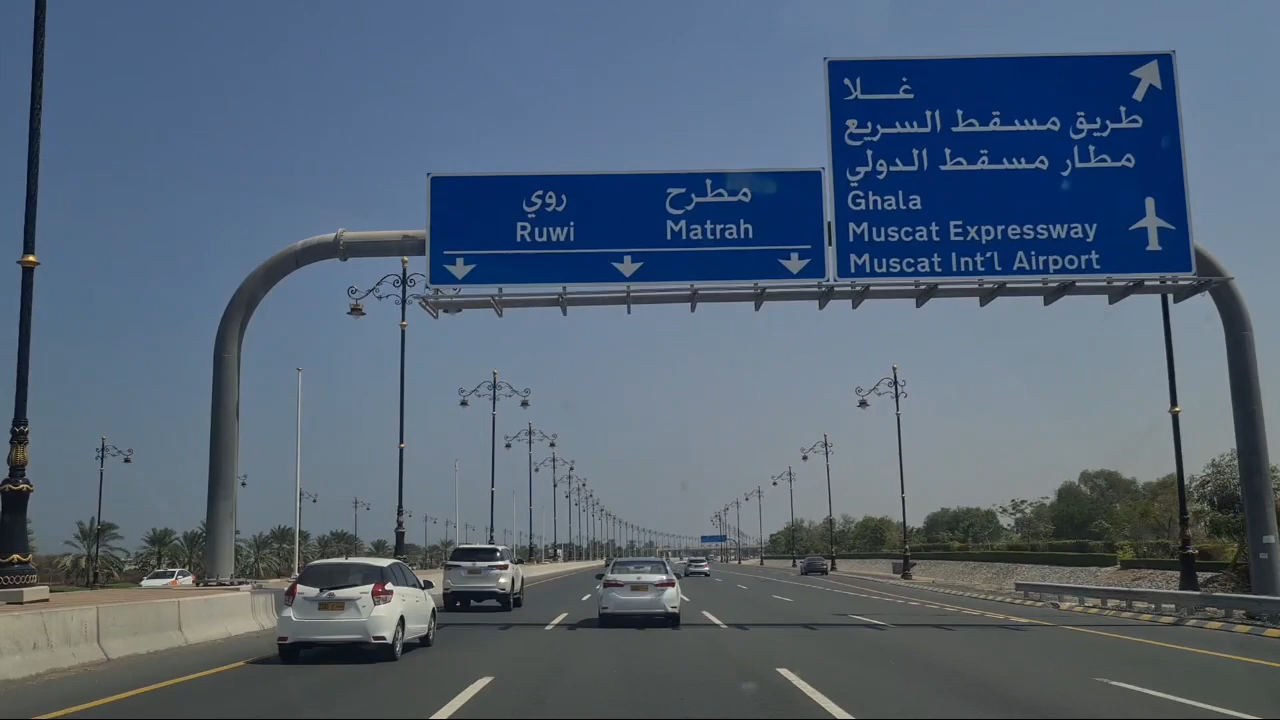 روي
Ruwi
مطرح
Matrah
غلا
طريق مسقط السريع
مطار مسقط الدولي
Ghala
Muscat Expressway
Muscat Int'l Airport